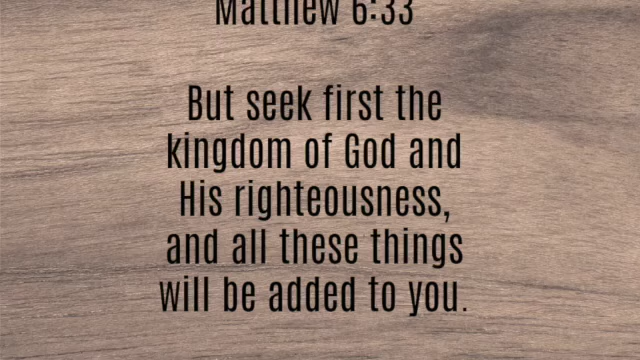 Matthew 6:33
But seek first the
kingdom of God and
His righteousness,
and all these things
will be added to you.